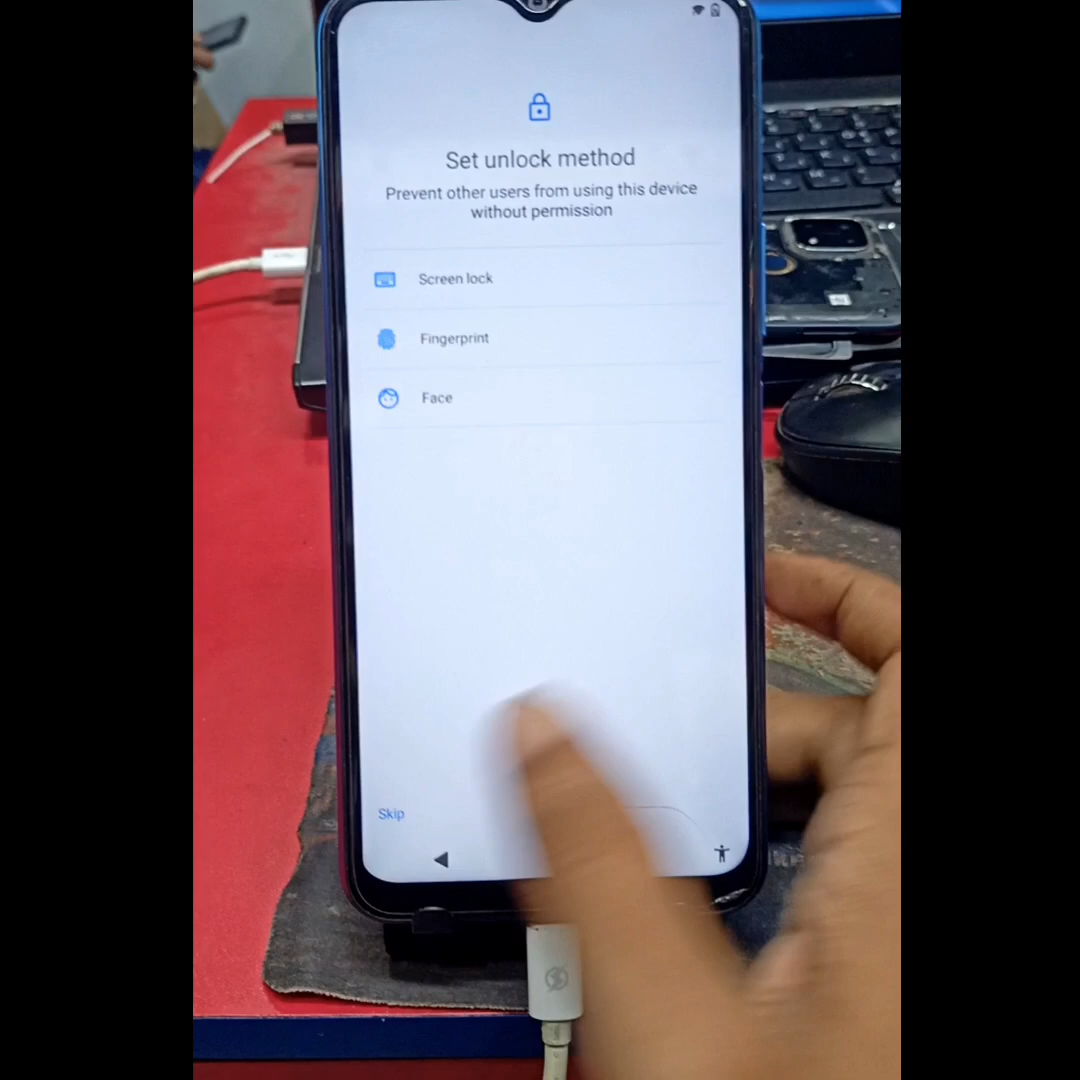 Set unlock method
Prevent other users from using this device
without permission
Screen lock
Fingerprint
Face
Skip